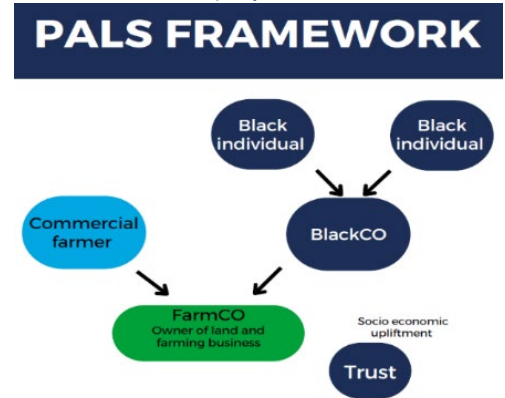 PALS FRAMEWORK
Black
individual
Black
individual
Commercial
farmer
BlackCO
FarmCO
Owner of land and
farming business
Socio economic
upliftment
Trust